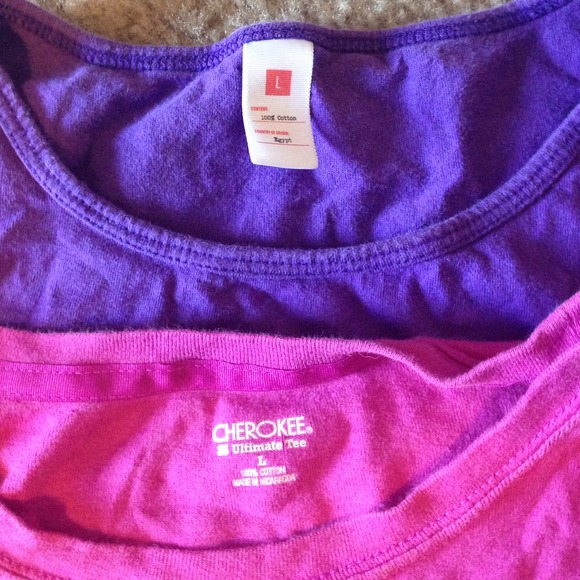 L
CONTENT:
100% Cotton
COUNTRY OF ORIGIN:
Egypt
CHEROKEE®
Ultimate Tee
L
100% COTTON
MADE IN NICARAGUA